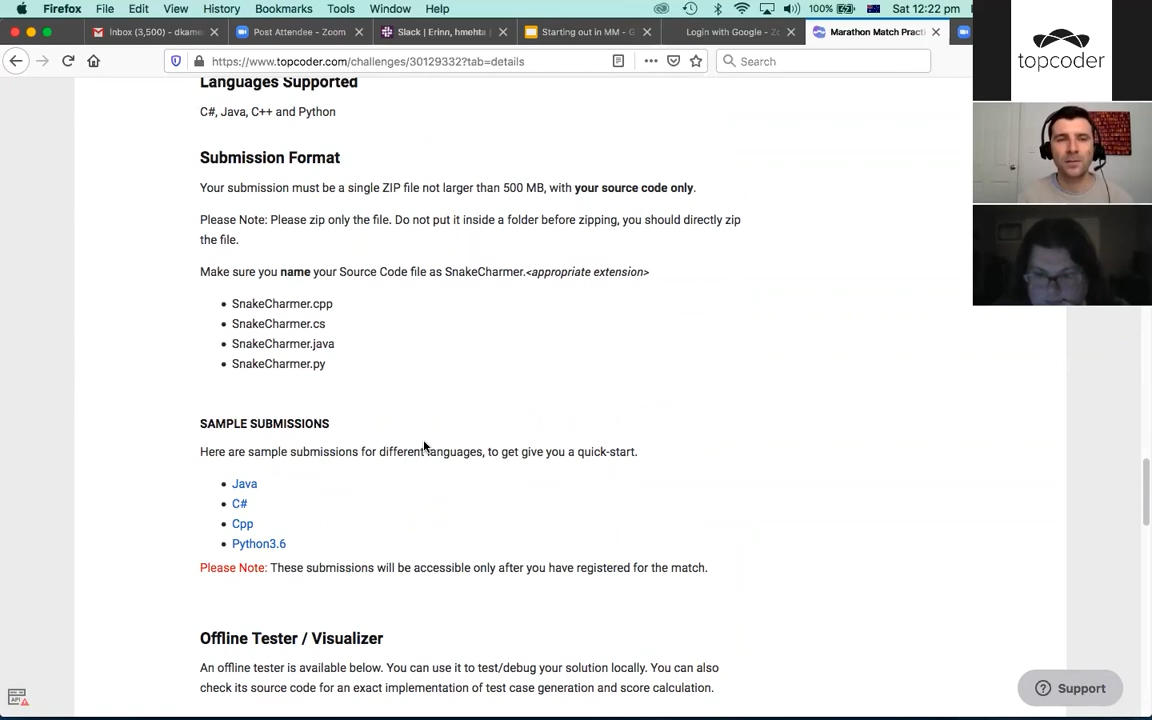 Firefox File Edit View History Bookmarks Tools Window Help 100% Sat 12:22 pm
Inbox (3,500) - dkame Post Attendee - Zoom Slack | Erinn, hmehta Starting out in MM - G Login with Google - Zo Marathon Match Practi
https://www.topcoder.com/challenges/30129332?tab=details Search
topcoder
Languages Supported
C#, Java, C++ and Python
Submission Format
Your submission must be a single ZIP file not larger than 500 MB, with your source code only.
Please Note: Please zip only the file. Do not put it inside a folder before zipping, you should directly zip
the file.
Make sure you name your Source Code file as SnakeCharmer.<appropriate extension>
SnakeCharmer.cpp
SnakeCharmer.cs
SnakeCharmer.java
SnakeCharmer.py
SAMPLE SUBMISSIONS
Here are sample submissions for different languages, to get give you a quick-start.
Java
C#
Cpp
Python3.6
Please Note: These submissions will be accessible only after you have registered for the match.
Offline Tester / Visualizer
An offline tester is available below. You can use it to test/debug your solution locally. You can also
check its source code for an exact implementation of test case generation and score calculation.
Support
API